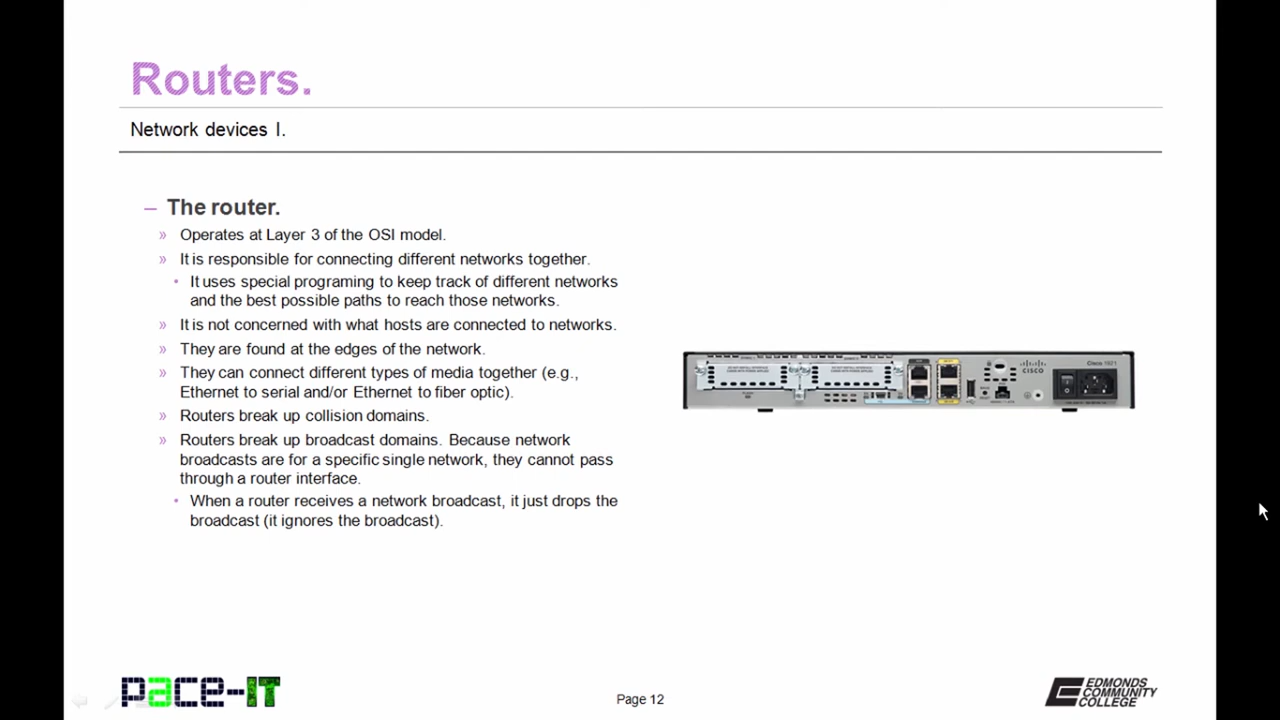 Routers.
Network devices I.
– The router.
» Operates at Layer 3 of the OSI model.
» It is responsible for connecting different networks together.
• It uses special programing to keep track of different networks
and the best possible paths to reach those networks.
» It is not concerned with what hosts are connected to networks.
» They are found at the edges of the network.
» They can connect different types of media together (e.g.,
Ethernet to serial and/or Ethernet to fiber optic).
» Routers break up collision domains.
» Routers break up broadcast domains. Because network
broadcasts are for a specific single network, they cannot pass
through a router interface.
• When a router receives a network broadcast, it just drops the
broadcast (it ignores the broadcast).
CISCO
Cisco 1921
pace-IT
Page 12
EDMONDS
COMMUNITY
COLLEGE